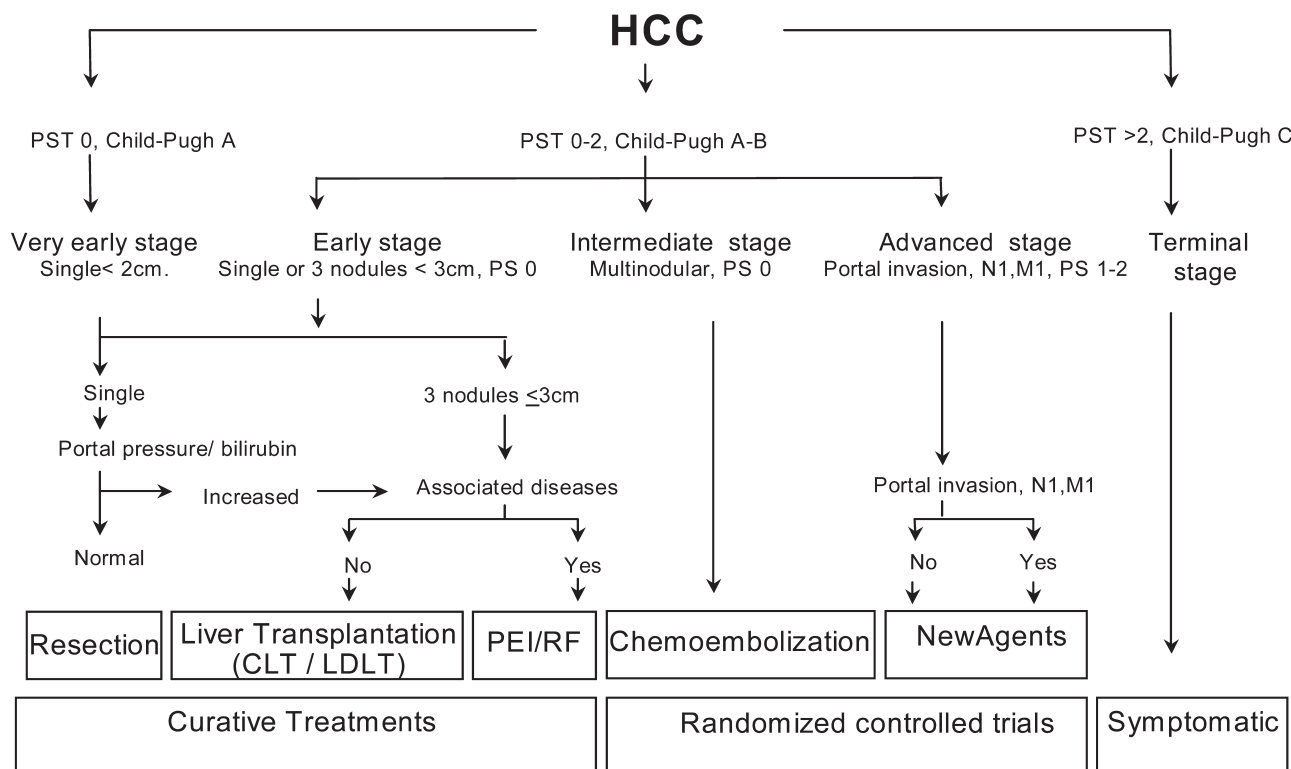 HCC
PST 0, Child-Pugh A
PST 0-2, Child-Pugh A-B
PST >2, Child-Pugh C
Very early stage
Single< 2cm.
Early stage
Single or 3 nodules < 3cm, PS 0
Intermediate stage
Multinodular, PS 0
Advanced stage
Portal invasion, N1,M1, PS 1-2
Terminal
stage
Single
3 nodules ≤3cm
Portal pressure/ bilirubin
Increased
Associated diseases
Portal invasion, N1,M1
Normal
No
Yes
No
Yes
Resection
Liver Transplantation
(CLT / LDLT)
PEI/RF
Chemoembolization
NewAgents
Curative Treatments
Randomized controlled trials
Symptomatic